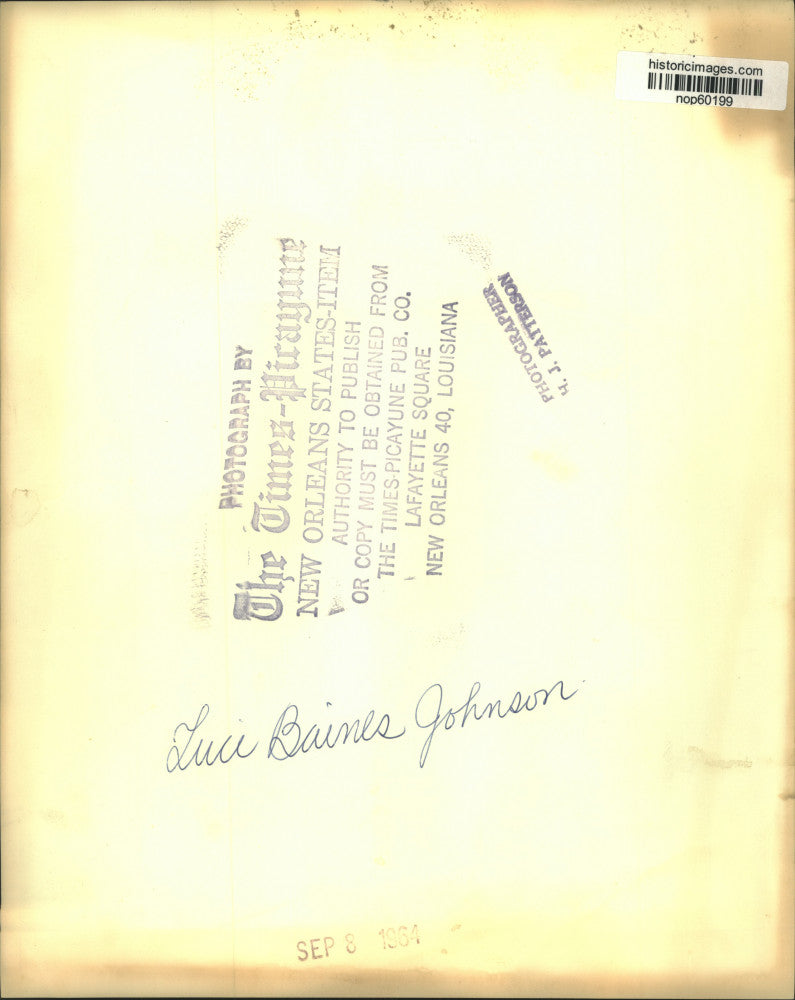 historicimages.com
nop60199
PHOTOGRAPH BY
The Times-Picayune
NEW ORLEANS STATES-ITEM
AUTHORITY TO PUBLISH
OR COPY MUST BE OBTAINED FROM
THE TIMES-PICAYUNE PUB. CO.
LAFAYETTE SQUARE
NEW ORLEANS 40, LOUISIANA
PHOTOGRAPHER
H. J. PATTERSON
Luci Baines Johnson
SEP 8 1964